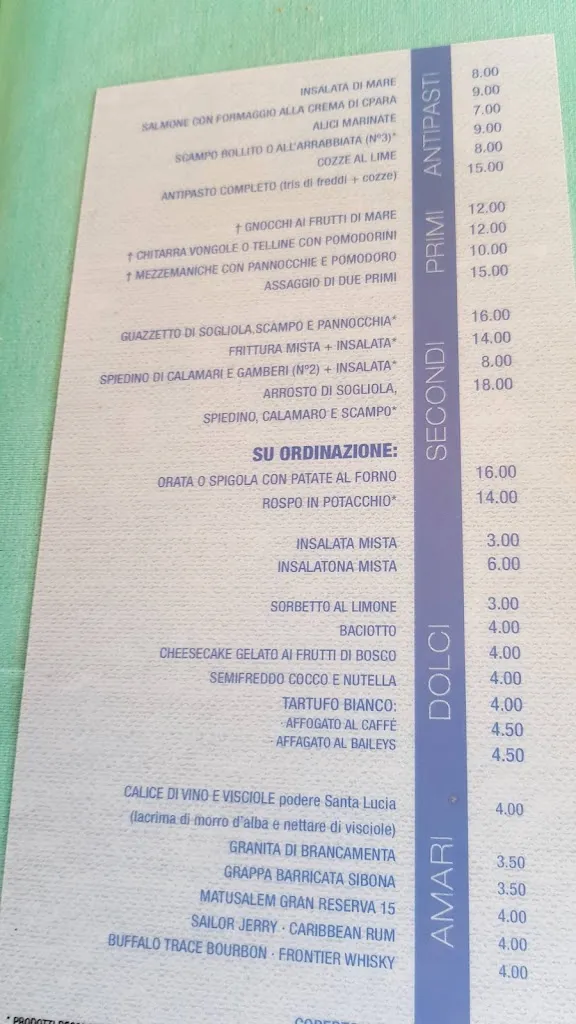 ANTIPASTI
INSALATA DI MARE 8.00
SALMONE CON FORMAGGIO ALLA CREMA DI CPARA 9.00
ALICI MARINATE 7.00
SCAMPO ROLLITO O ALL'ARRABBIATA (N°3)* 9.00
COZZE AL LIME 8.00
ANTIPASTO COMPLETO (tris di freddi + cozze) 15.00
PRIMI
† GNOCCHI AI FRUTTI DI MARE 12.00
† CHITARRA VONGOLE O TELLINE CON POMODORINI 12.00
† MEZZEMANICHE CON PANNOCCHIE E POMODORO 10.00
ASSAGGIO DI DUE PRIMI 15.00
SECONDI
GUAZZETTO DI SOGLIOLA,SCAMPO E PANNOCCHIA* 16.00
FRITTURA MISTA + INSALATA* 14.00
SPIEDINO DI CALAMARI E GAMBERI (N°2) + INSALATA* 8.00
ARROSTO DI SOGLIOLA, 18.00
SPIEDINO, CALAMARO E SCAMPO*
SU ORDINAZIONE:
ORATA O SPIGOLA CON PATATE AL FORNO 16.00
ROSPO IN POTACCHIO* 14.00
INSALATA MISTA 3.00
INSALATONA MISTA 6.00
DOLCI
SORBETTO AL LIMONE 3.00
BACIOTTO 4.00
CHEESECAKE GELATO AI FRUTTI DI BOSCO 4.00
SEMIFREDDO COCCO E NUTELLA 4.00
TARTUFO BIANCO: 4.00
· AFFOGATO AL CAFFÈ 4.50
· AFFAGATO AL BAILEYS 4.50
AMARI
CALICE DI VINO E VISCIOLE podere Santa Lucia 4.00
(lacrima di morro d'alba e nettare di visciole)
GRANITA DI BRANCAMENTA 3.50
GRAPPA BARRICATA SIBONA 3.50
MATUSALEM GRAN RESERVA 15 4.00
SAILOR JERRY · CARIBBEAN RUM 4.00
BUFFALO TRACE BOURBON · FRONTIER WHISKY 4.00
* PRODOTTI